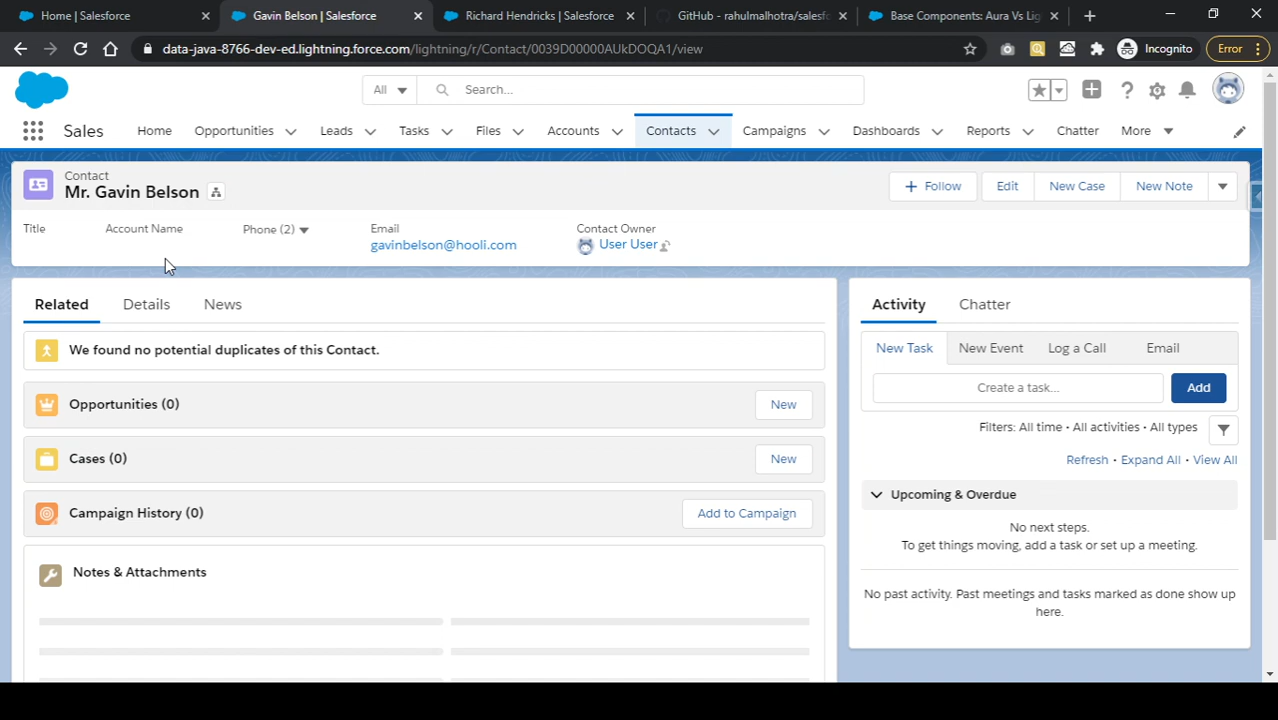 Home | Salesforce
Gavin Belson | Salesforce
Richard Hendricks | Salesforce
GitHub - rahulmalhotra/salesf
Base Components: Aura Vs Lig
data-java-8766-dev-ed.lightning.force.com/lightning/r/Contact/0039D00000AUkDOQA1/view
Incognito
Error
All
Search...
Sales
Home
Opportunities
Leads
Tasks
Files
Accounts
Contacts
Campaigns
Dashboards
Reports
Chatter
More
Contact
Mr. Gavin Belson
Follow
Edit
New Case
New Note
Title
Account Name
Phone (2)
Email
gavinbelson@hooli.com
Contact Owner
User User
Related
Details
News
We found no potential duplicates of this Contact.
Opportunities (0)
New
Cases (0)
New
Campaign History (0)
Add to Campaign
Notes & Attachments
Activity
Chatter
New Task
New Event
Log a Call
Email
Create a task...
Add
Filters: All time • All activities • All types
Refresh • Expand All • View All
Upcoming & Overdue
No next steps.
To get things moving, add a task or set up a meeting.
No past activity. Past meetings and tasks marked as done show up
here.